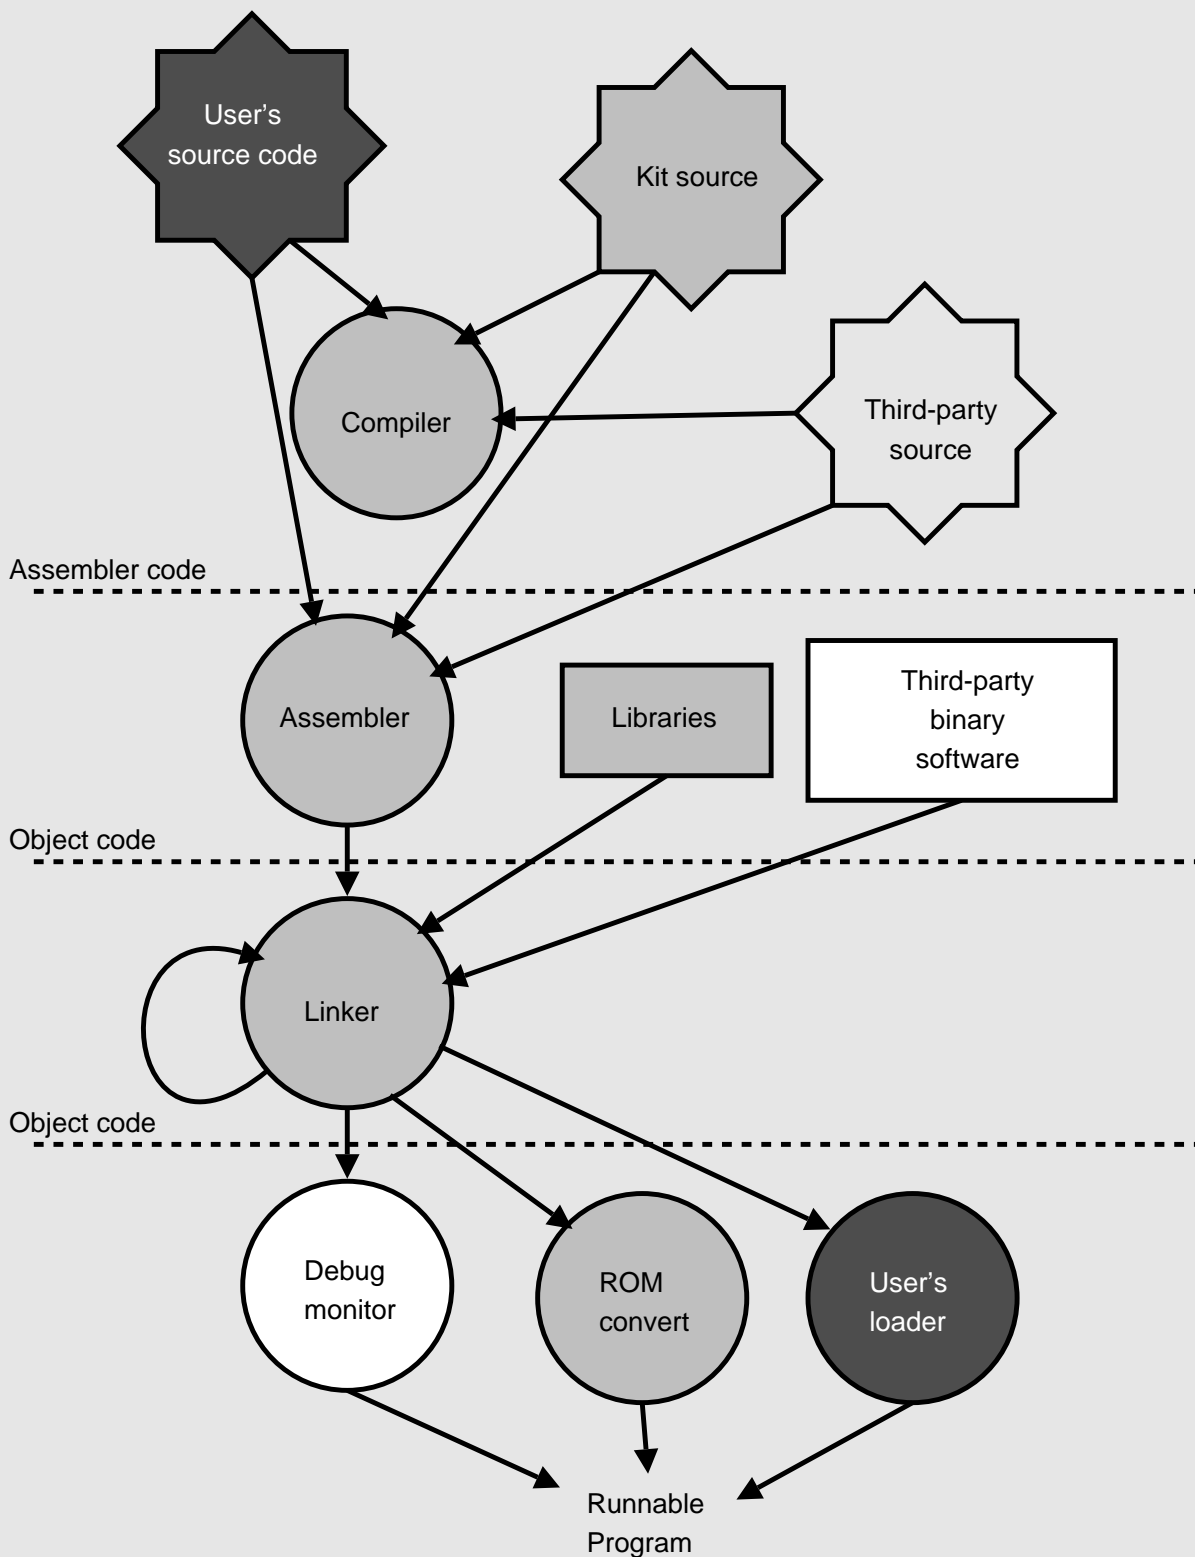 User’s
source code
Kit source
Compiler
Third-party
source
Assembler code
Assembler
Libraries
Third-party
binary
software
Object code
Linker
Object code
Debug
monitor
ROM
convert
User’s
loader
Runnable
Program